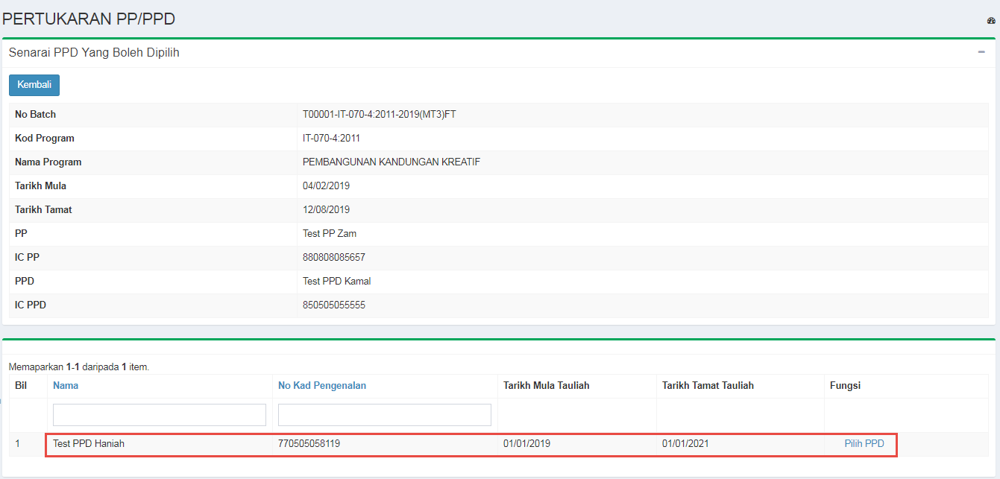 PERTUKARAN PP/PPD
Senarai PPD Yang Boleh Dipilih
Kembali
No Batch T00001-IT-070-4:2011-2019(MT3)FT
Kod Program IT-070-4:2011
Nama Program PEMBANGUNAN KANDUNGAN KREATIF
Tarikh Mula 04/02/2019
Tarikh Tamat 12/08/2019
PP Test PP Zam
IC PP 880808085657
PPD Test PPD Kamal
IC PPD 850505055555
Memaparkan 1-1 daripada 1 item.
Bil Nama No Kad Pengenalan Tarikh Mula Tauliah Tarikh Tamat Tauliah Fungsi
1 Test PPD Haniah 770505058119 01/01/2019 01/01/2021 Pilih PPD